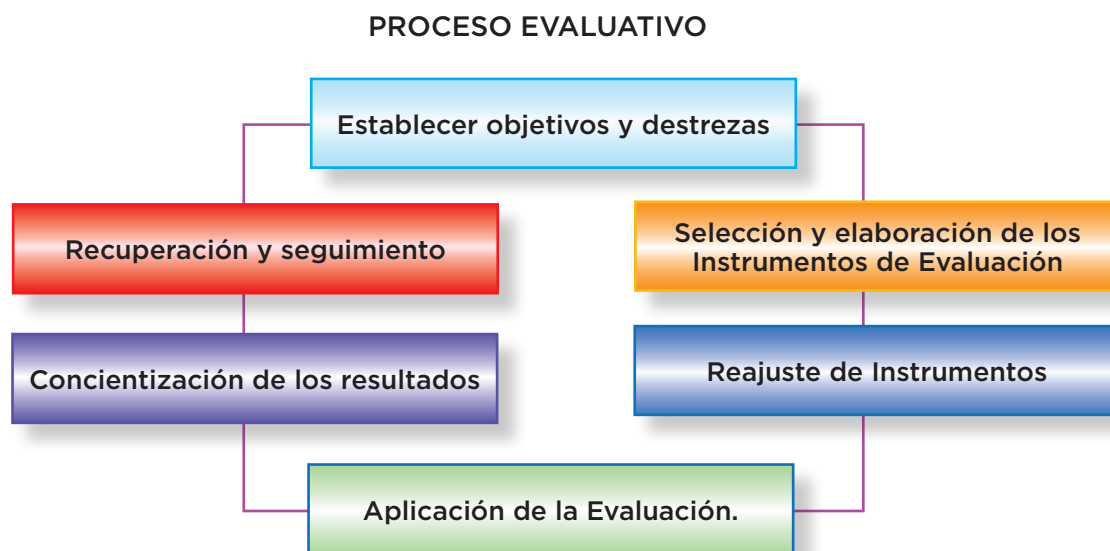 PROCESO EVALUATIVO
Establecer objetivos y destrezas
Recuperación y seguimiento
Selección y elaboración de los
Instrumentos de Evaluación
Concientización de los resultados
Reajuste de Instrumentos
Aplicación de la Evaluación.